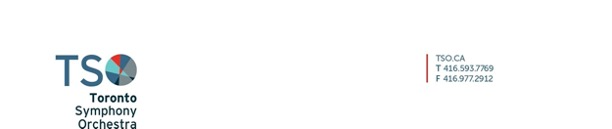 TSO
Toronto
Symphony
Orchestra
TSO.CA
T 416.593.7769
F 416.977.2912